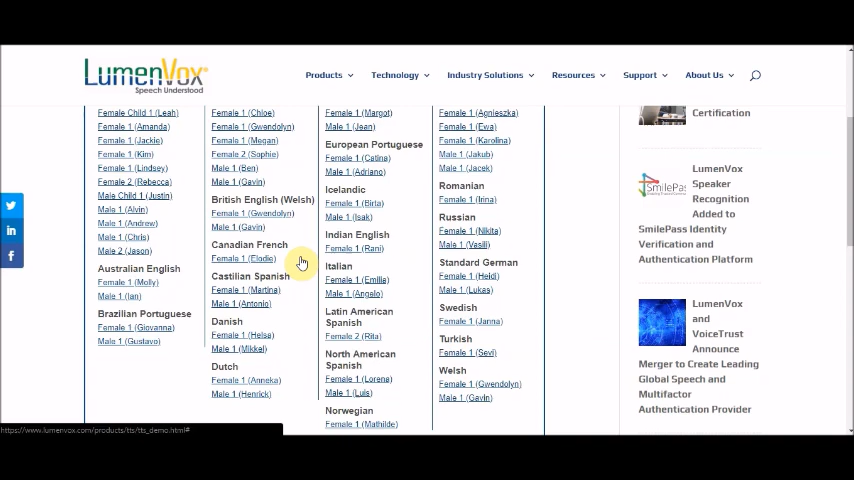 LumenVox
Speech Understood
Products
Technology
Industry Solutions
Resources
Support
About Us
Female Child 1 (Leah)
Female 1 (Amanda)
Female 1 (Jackie)
Female 1 (Kim)
Female 1 (Lindsey)
Female 2 (Rebecca)
Male Child 1 (Justin)
Male 1 (Alvin)
Male 1 (Andrew)
Male 1 (Chris)
Male 2 (Jason)
Australian English
Female 1 (Molly)
Male 1 (Ian)
Brazilian Portuguese
Female 1 (Giovanna)
Male 1 (Gustavo)
Female 1 (Chloe)
Female 1 (Gwendolyn)
Female 1 (Megan)
Female 2 (Sophie)
Male 1 (Ben)
Male 1 (Gavin)
British English (Welsh)
Female 1 (Gwendolyn)
Male 1 (Gavin)
Canadian French
Female 1 (Elodie)
Castilian Spanish
Female 1 (Martina)
Male 1 (Antonio)
Danish
Female 1 (Helsa)
Male 1 (Mikkel)
Dutch
Female 1 (Anneka)
Male 1 (Henrick)
Female 1 (Margot)
Male 1 (Jean)
European Portuguese
Female 1 (Catina)
Male 1 (Adriano)
Icelandic
Female 1 (Birta)
Male 1 (Isak)
Indian English
Female 1 (Rani)
Italian
Female 1 (Emilia)
Male 1 (Angelo)
Latin American
Spanish
Female 2 (Rita)
North American
Spanish
Female 1 (Lorena)
Male 1 (Luis)
Norwegian
Female 1 (Mathilde)
Female 1 (Agnieszka)
Female 1 (Ewa)
Female 1 (Karolina)
Male 1 (Jakub)
Male 1 (Jacek)
Romanian
Female 1 (Irina)
Russian
Female 1 (Nikita)
Male 1 (Vasili)
Standard German
Female 1 (Heidi)
Male 1 (Lukas)
Swedish
Female 1 (Janna)
Turkish
Female 1 (Sevi)
Welsh
Female 1 (Gwendolyn)
Male 1 (Gavin)
Certification
SmilePass
LumenVox
Speaker
Recognition
Added to
SmilePass Identity
Verification and
Authentication Platform
LumenVox
and
VoiceTrust
Announce
Merger to Create Leading
Global Speech and
Multifactor
Authentication Provider
https://www.lumenvox.com/products/tts/tts_demo.html#